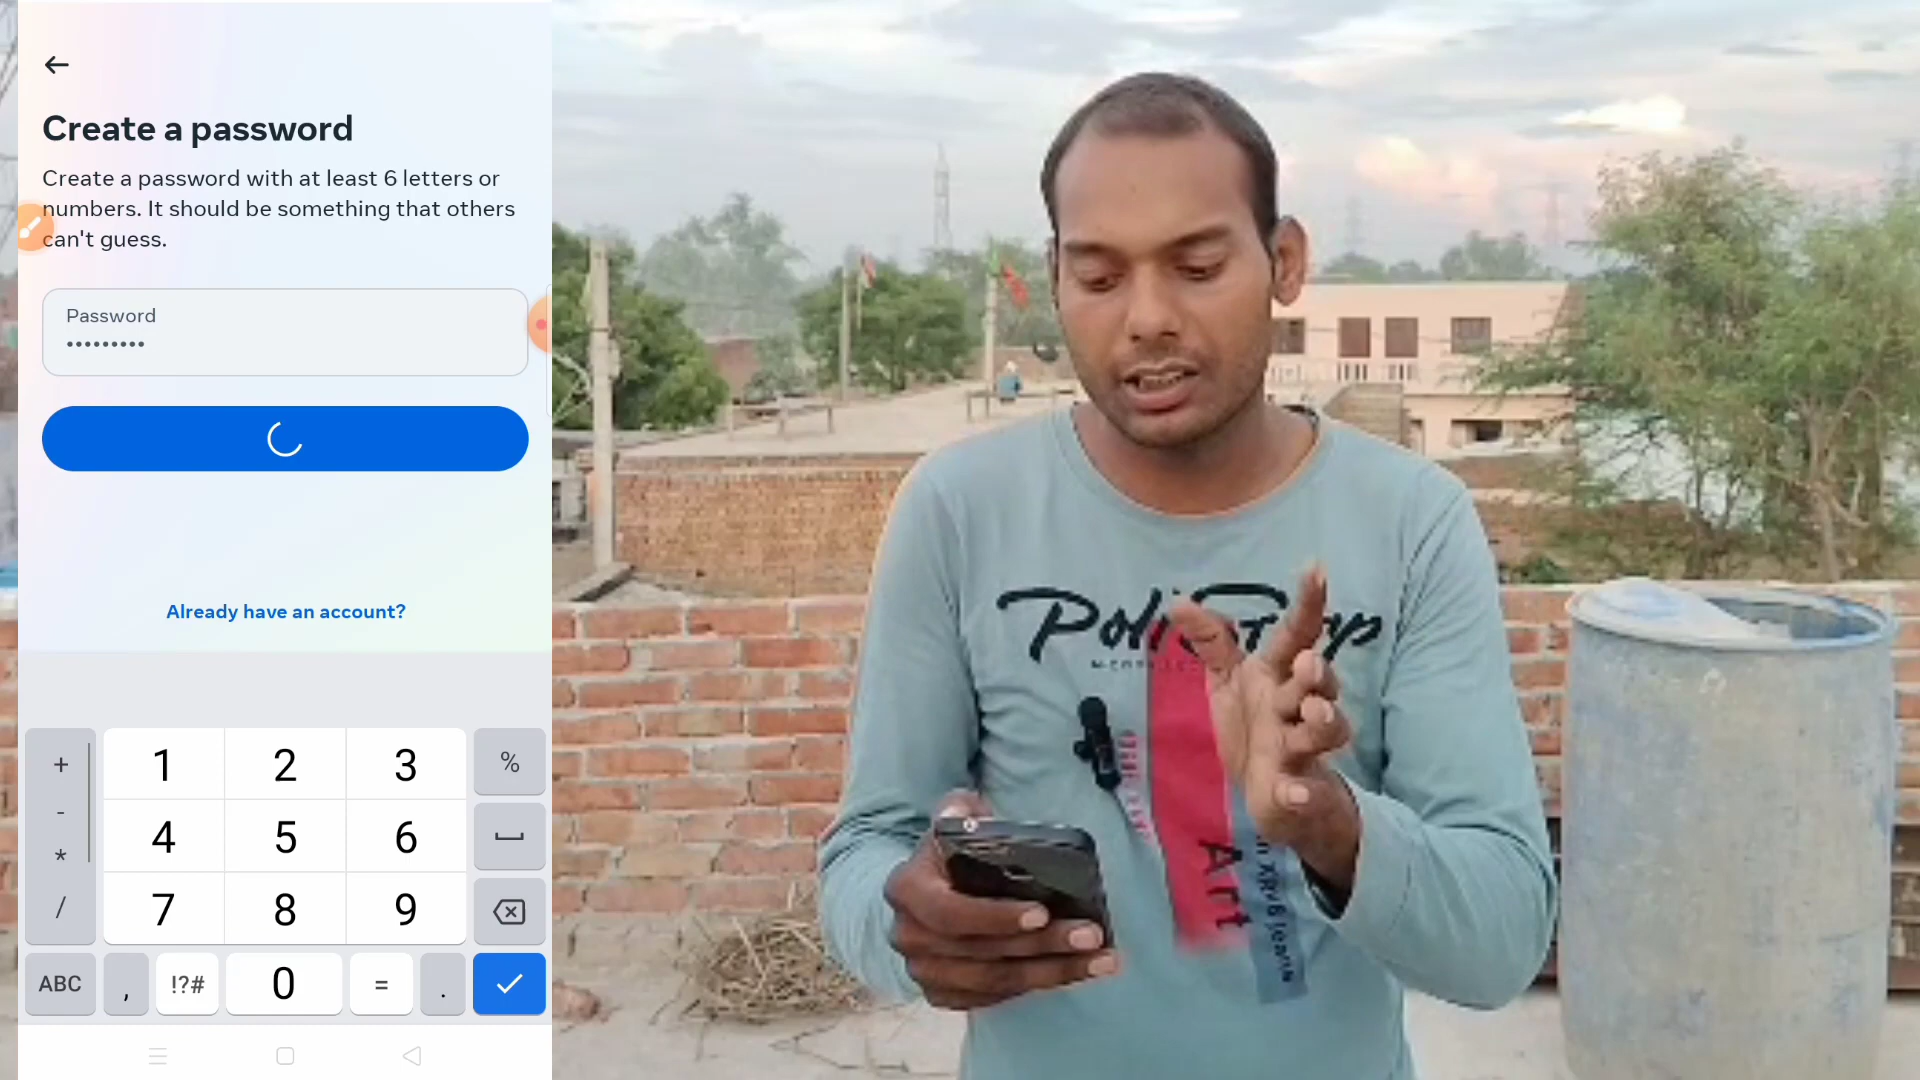 Create a password
Create a password with at least 6 letters or
numbers. It should be something that others
can't guess.
Password
•••••••••
Already have an account?
+ 1 2 3 %
-
4 5 6
*
/ 7 8 9
ABC , !?# 0 = .
Art